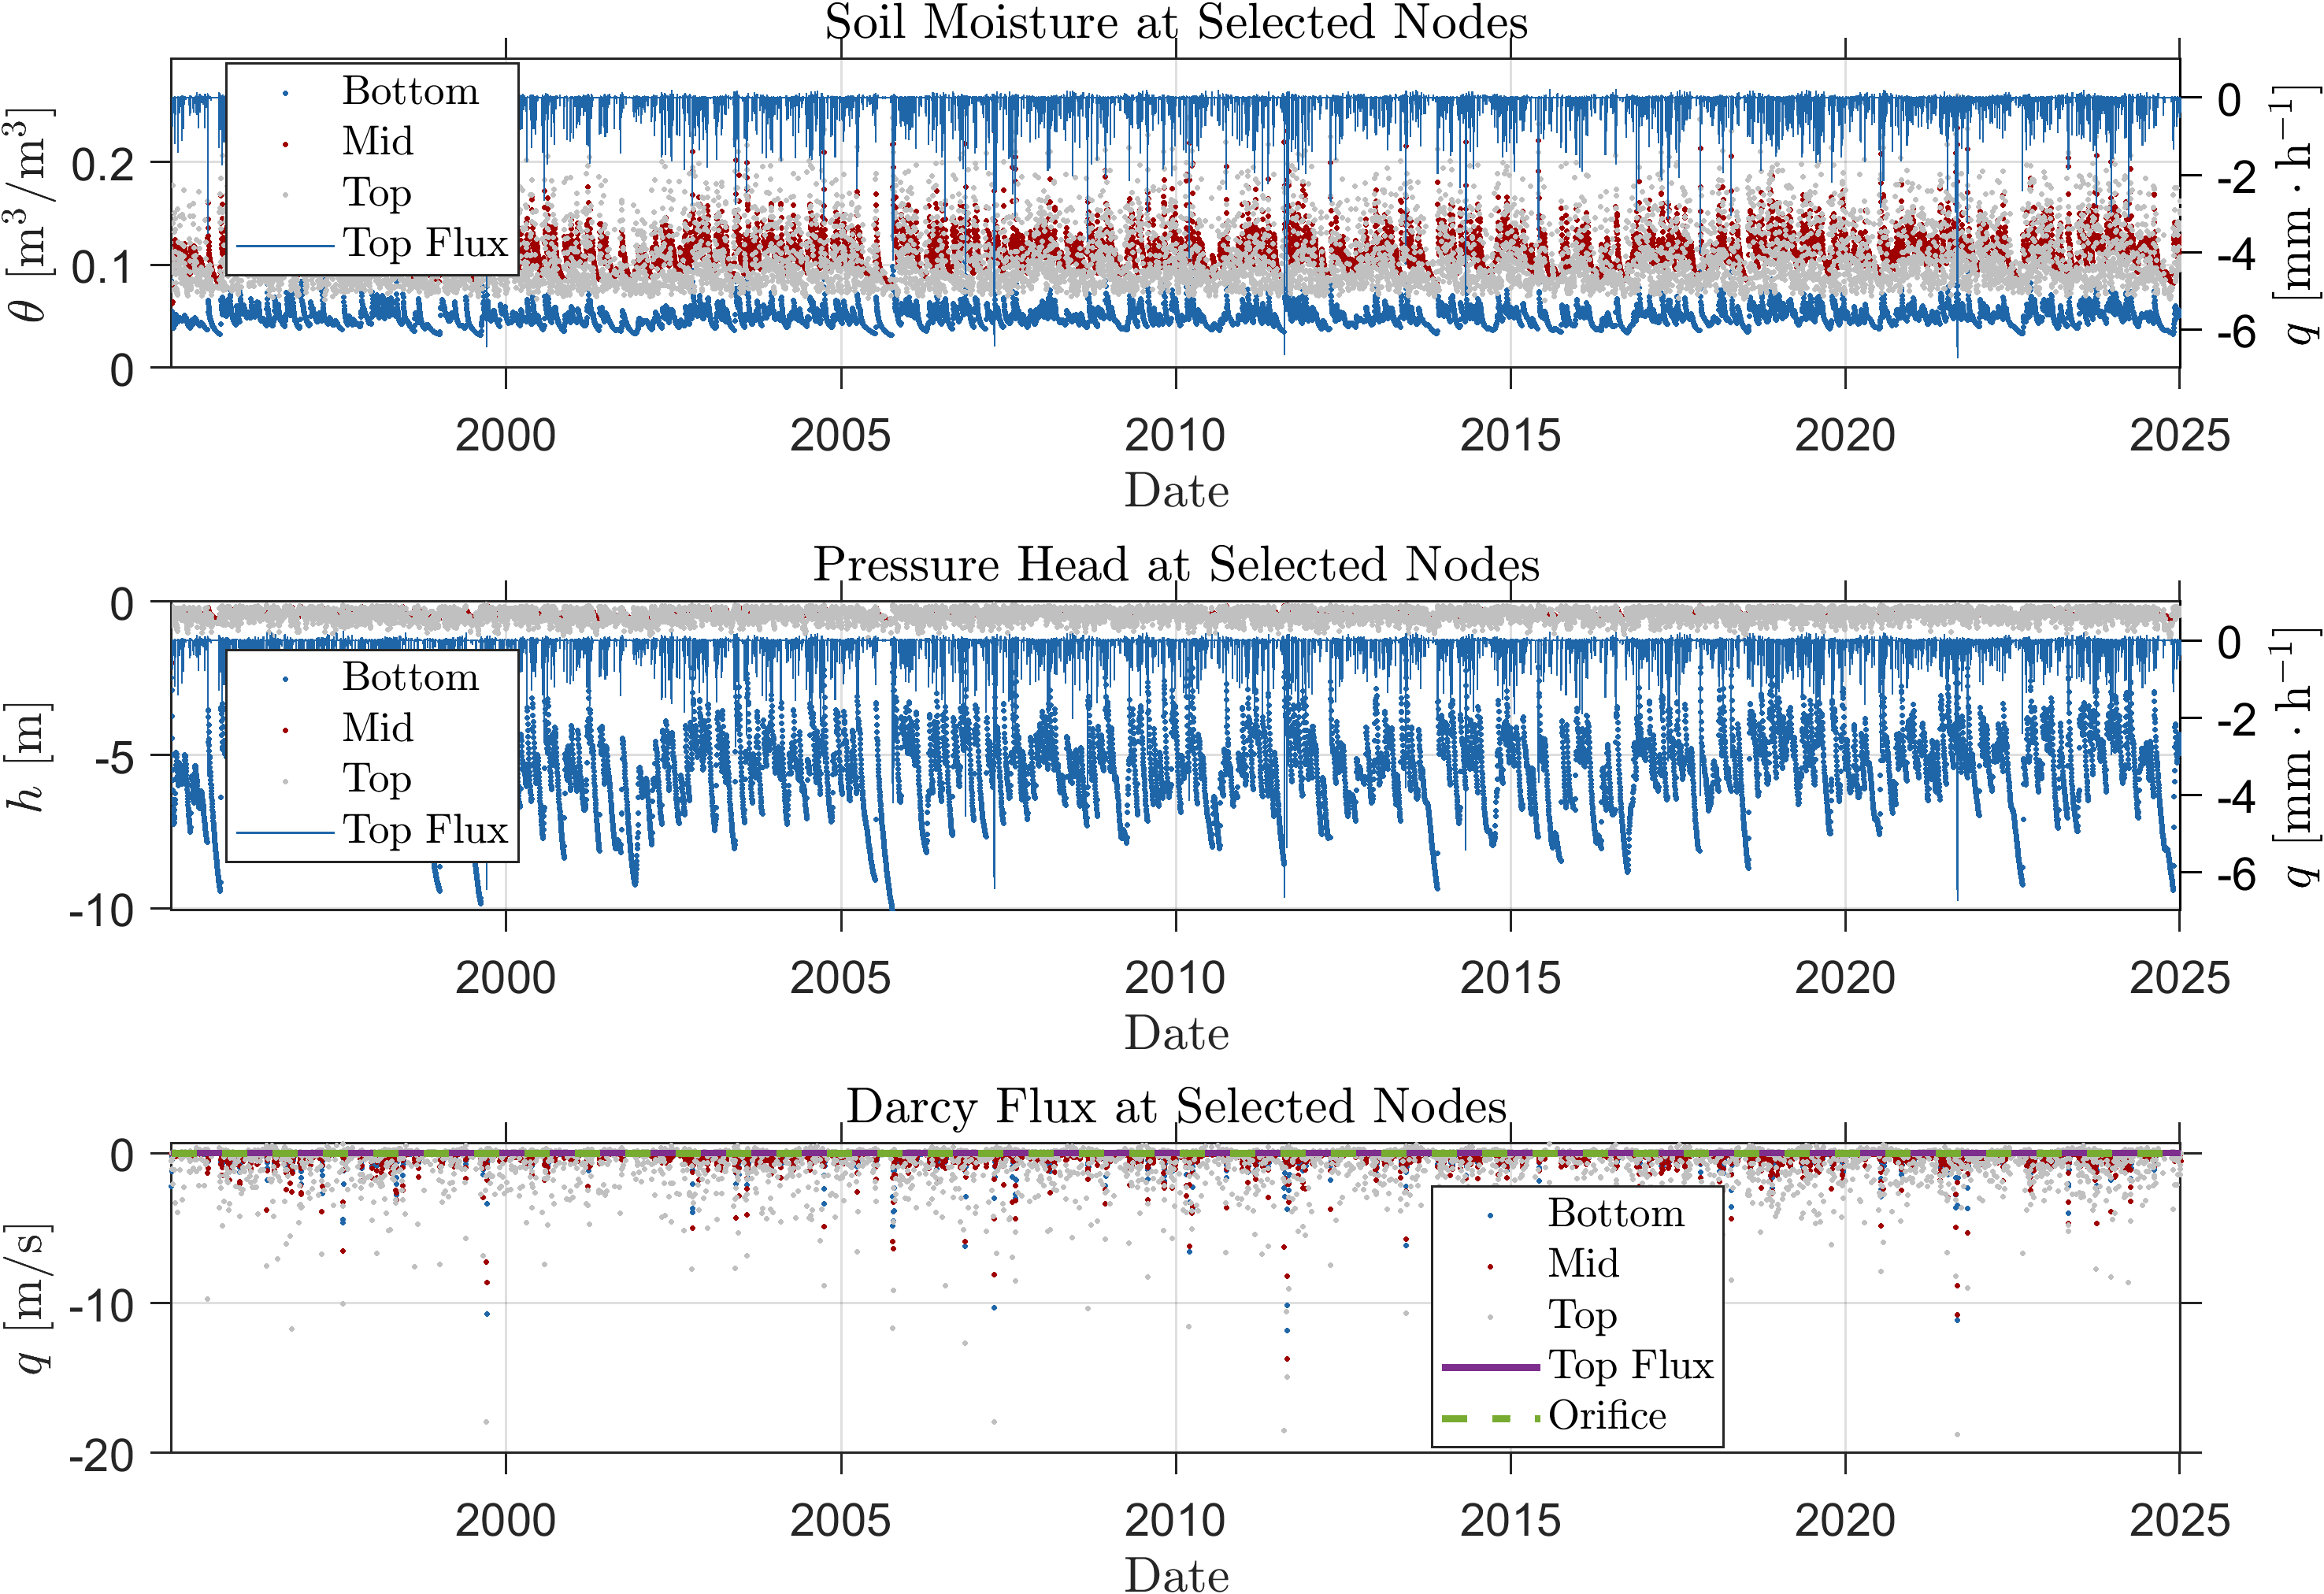 Soil Moisture at Selected Nodes
θ [m³/m³]
0.2
0.1
0
Bottom
Mid
Top
Top Flux
0
-2
-4
-6
q [mm · h⁻¹]
2000 2005 2010 2015 2020 2025
Date
Pressure Head at Selected Nodes
h [m]
0
-5
-10
Bottom
Mid
Top
Top Flux
0
-2
-4
-6
q [mm · h⁻¹]
2000 2005 2010 2015 2020 2025
Date
Darcy Flux at Selected Nodes
q [m/s]
0
-10
-20
Bottom
Mid
Top
Top Flux
Orifice
2000 2005 2010 2015 2020 2025
Date